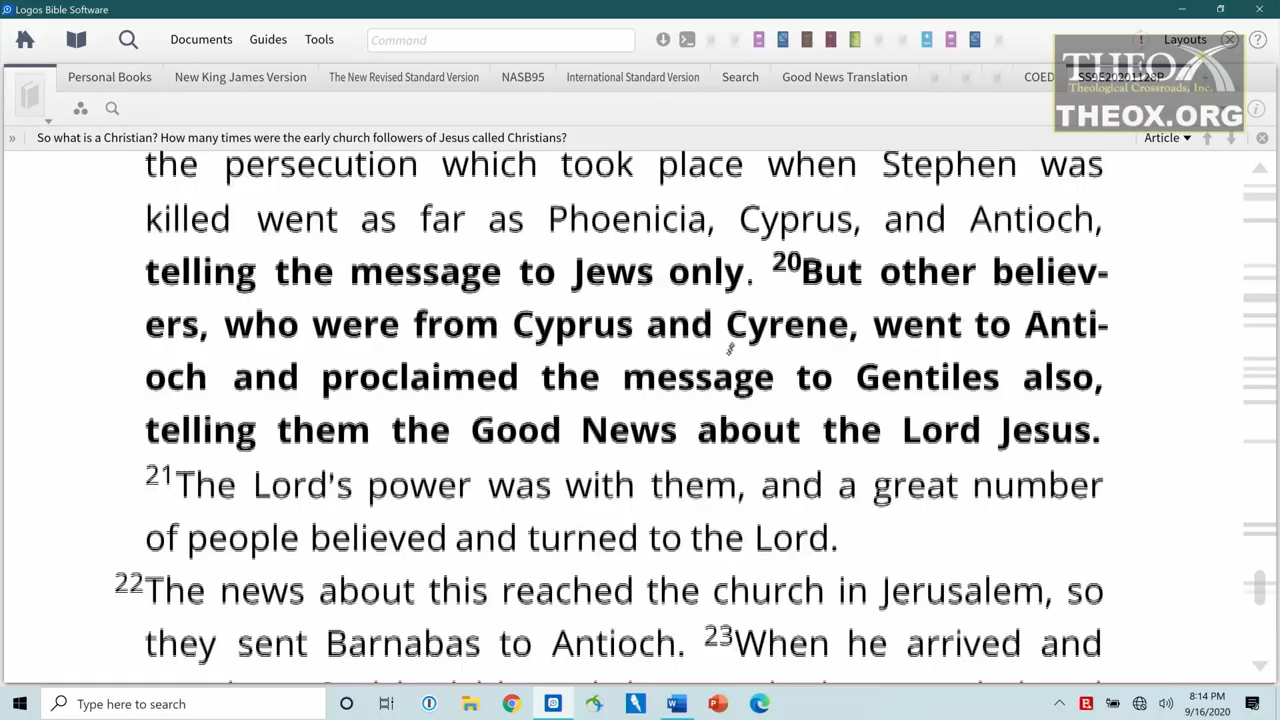 Logos Bible Software
Documents Guides Tools Command Layouts
Personal Books New King James Version The New Revised Standard Version NASB95 International Standard Version Search Good News Translation COED SS9E20201128P
THEOX
Theological Crossroads, Inc.
THEOX.ORG
» So what is a Christian? How many times were the early church followers of Jesus called Christians? Article
the persecution which took place when Stephen was
killed went as far as Phoenicia, Cyprus, and Antioch,
telling the message to Jews only. 20But other believ-
ers, who were from Cyprus and Cyrene, went to Anti-
och and proclaimed the message to Gentiles also,
telling them the Good News about the Lord Jesus.
21The Lord's power was with them, and a great number
of people believed and turned to the Lord.
22The news about this reached the church in Jerusalem, so
they sent Barnabas to Antioch. 23When he arrived and
Type here to search
8:14 PM
9/16/2020